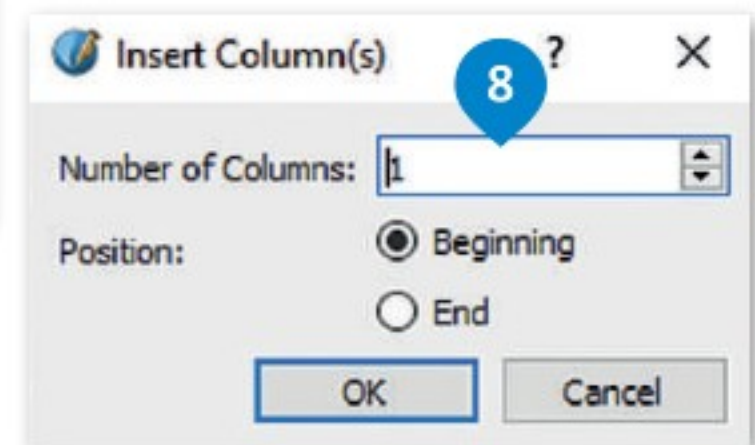 Insert Column(s) ? X
8
Number of Columns: 1
Position: Beginning
End
OK Cancel